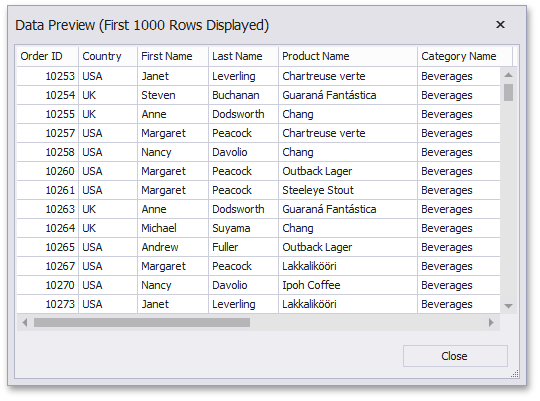 Data Preview (First 1000 Rows Displayed)
Order ID Country First Name Last Name Product Name Category Name
10253 USA Janet Leverling Chartreuse verte Beverages
10254 UK Steven Buchanan Guaraná Fantástica Beverages
10255 UK Anne Dodsworth Chang Beverages
10257 USA Margaret Peacock Chartreuse verte Beverages
10258 USA Nancy Davolio Chang Beverages
10260 USA Margaret Peacock Outback Lager Beverages
10261 USA Margaret Peacock Steeleye Stout Beverages
10263 UK Anne Dodsworth Guaraná Fantástica Beverages
10264 UK Michael Suyama Chang Beverages
10265 USA Andrew Fuller Outback Lager Beverages
10267 USA Margaret Peacock Lakkalikööri Beverages
10270 USA Nancy Davolio Ipoh Coffee Beverages
10273 USA Janet Leverling Lakkalikööri Beverages
Close